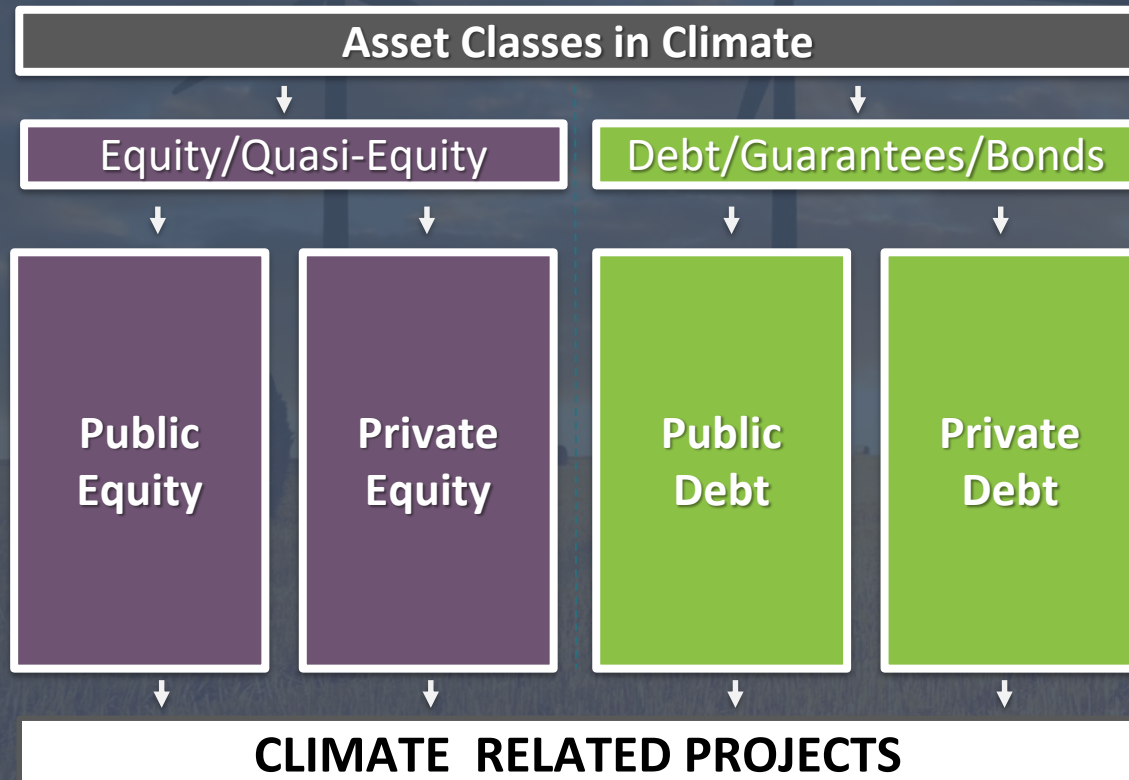 Asset Classes in Climate
Equity/Quasi-Equity
Debt/Guarantees/Bonds
Public
Equity
Private
Equity
Public
Debt
Private
Debt
CLIMATE  RELATED PROJECTS